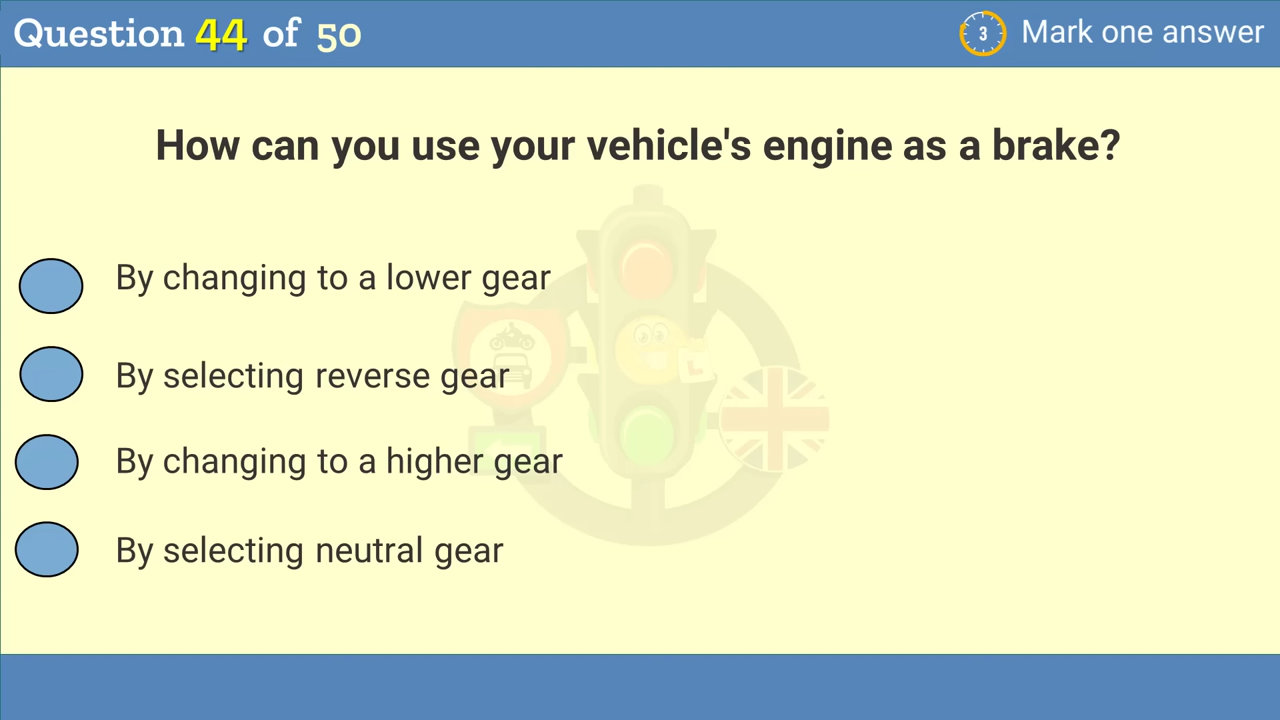 Question 44 of 50
3 Mark one answer
How can you use your vehicle's engine as a brake?
By changing to a lower gear
By selecting reverse gear
By changing to a higher gear
By selecting neutral gear